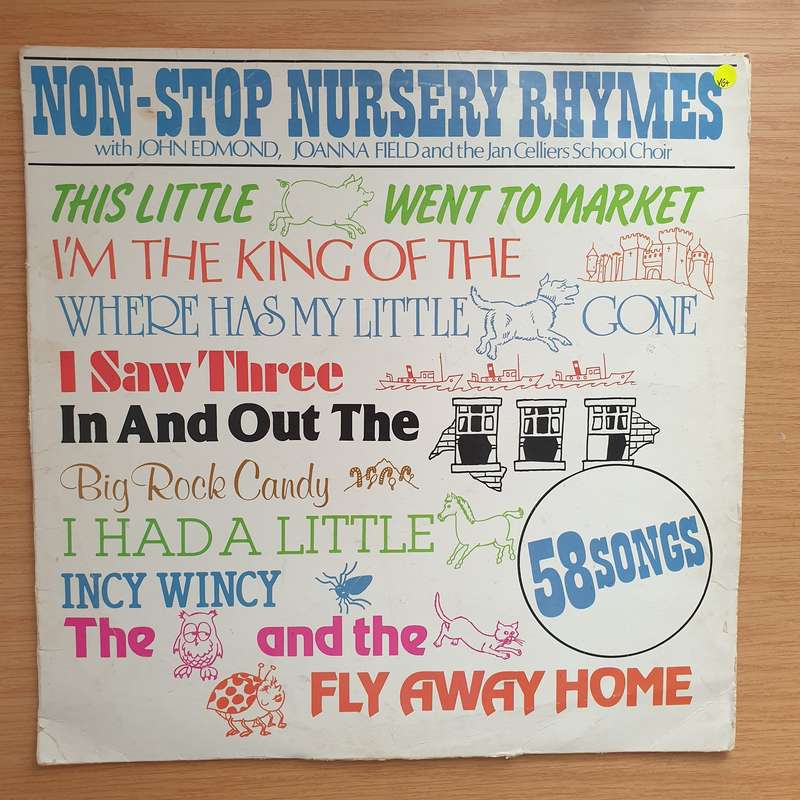 NON-STOP NURSERY RHYMES
with JOHN EDMOND, JOANNA FIELD and the Jan Celliers School Choir
THIS LITTLE WENT TO MARKET
I'M THE KING OF THE
WHERE HAS MY LITTLE GONE
I Saw Three
In And Out The
Big Rock Candy
I HAD A LITTLE
58 SONGS
INCY WINCY
The and the
FLY AWAY HOME
VG+